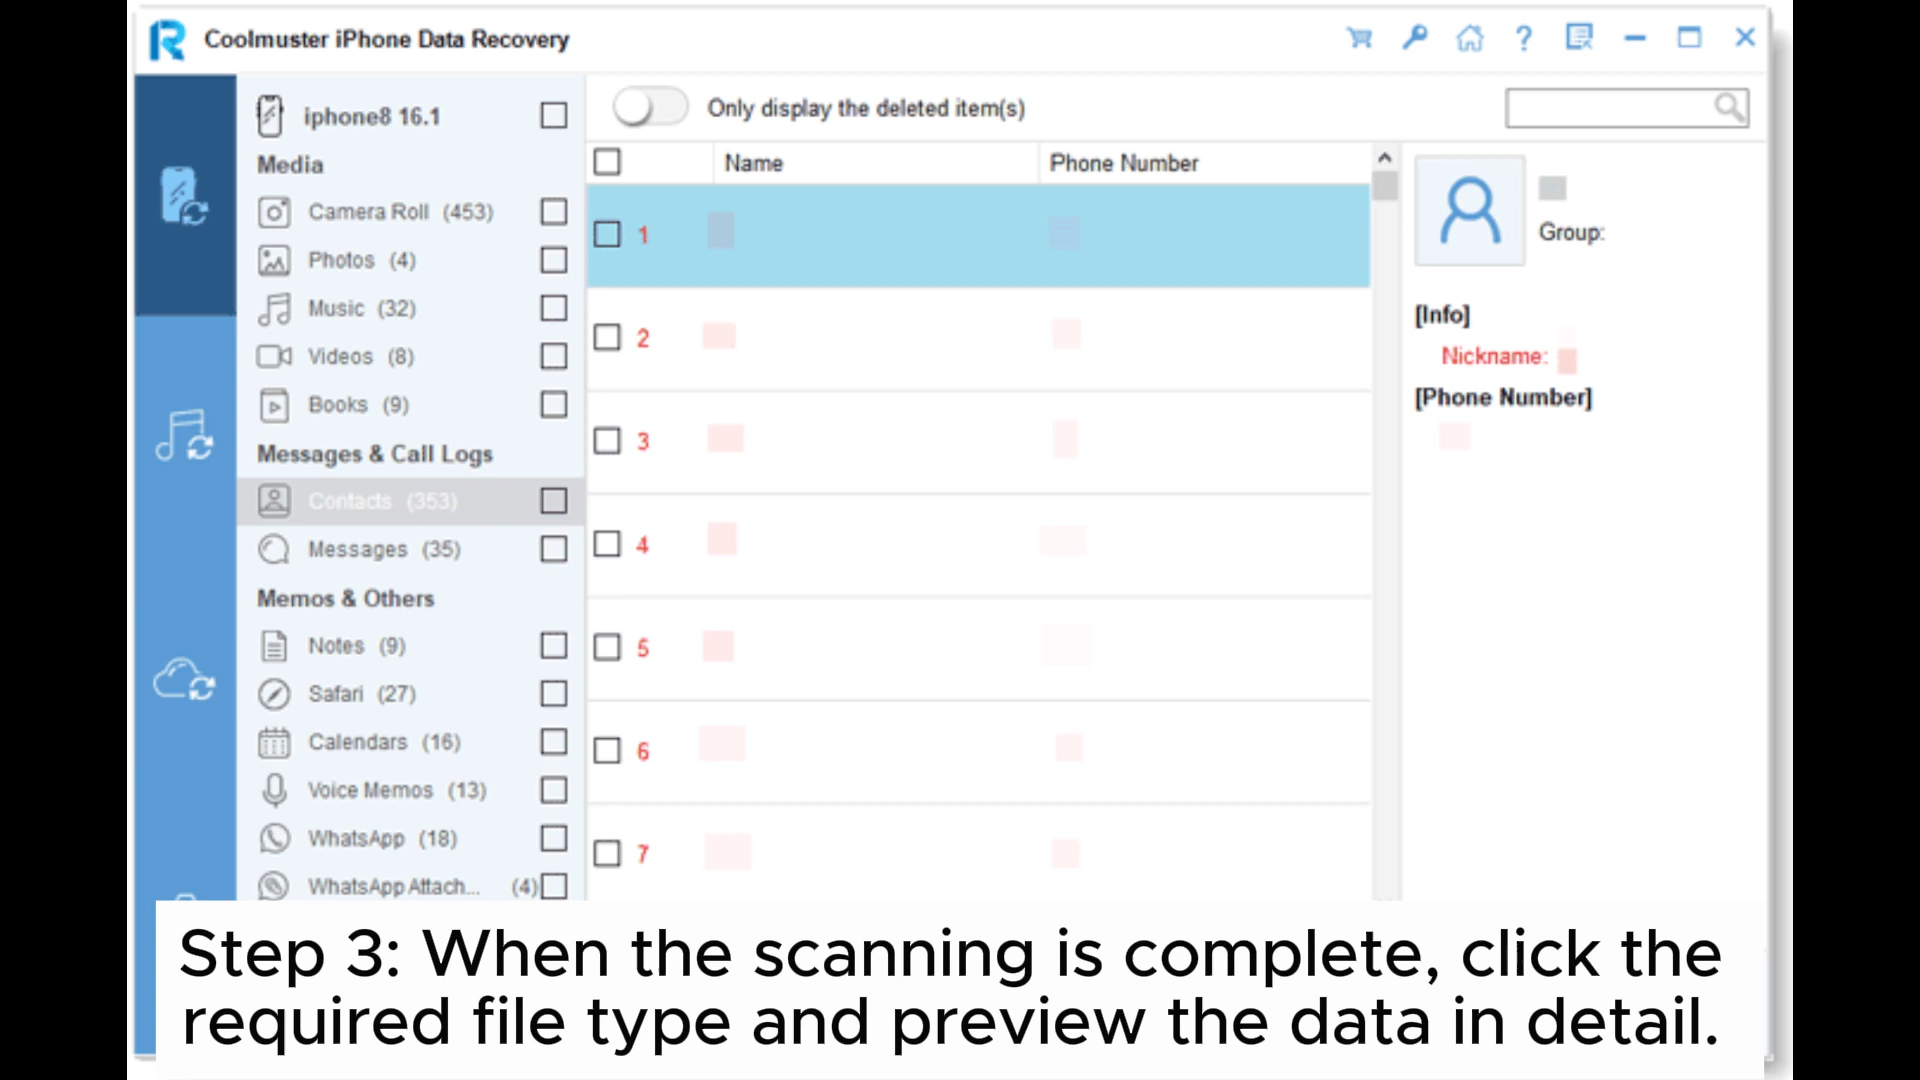 Coolmuster iPhone Data Recovery
iphone8 16.1
Media
Camera Roll (453)
Photos (4)
Music (32)
Videos (8)
Books (9)
Messages & Call Logs
Contacts (353)
Messages (35)
Memos & Others
Notes (9)
Safari (27)
Calendars (16)
Voice Memos (13)
WhatsApp (18)
WhatsApp Attach... (4)
Only display the deleted item(s)
Name Phone Number
1
2
3
4
5
6
7
Group:
[Info]
Nickname:
[Phone Number]
Step 3: When the scanning is complete, click the
required file type and preview the data in detail.